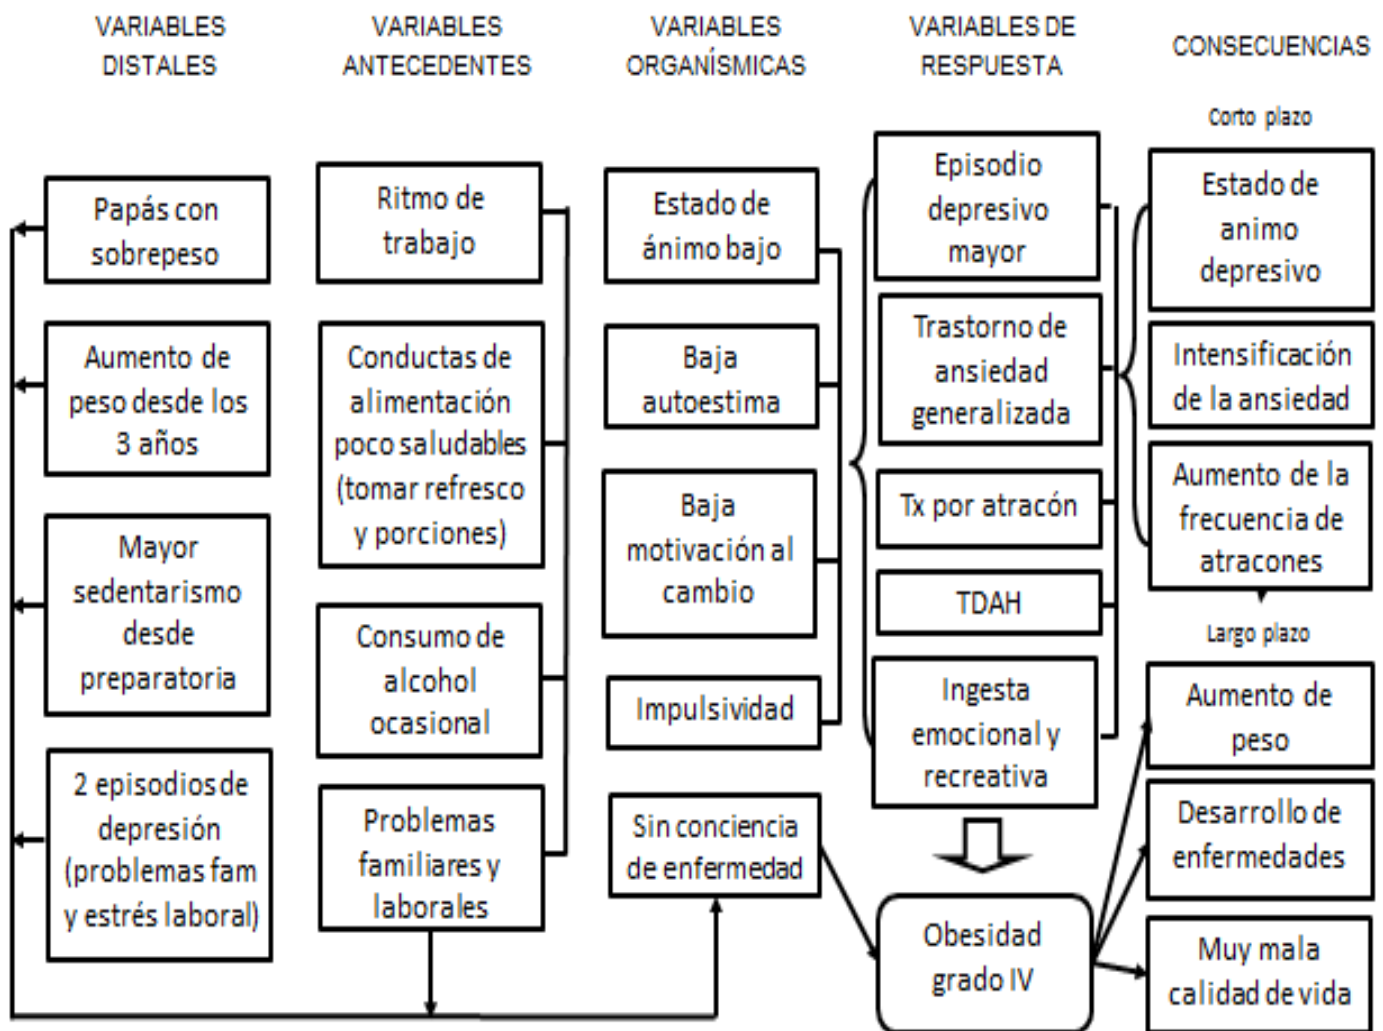 VARIABLES
DISTALES
VARIABLES
ANTECEDENTES
VARIABLES
ORGANÍSMICAS
VARIABLES DE
RESPUESTA
CONSECUENCIAS
Papás con
sobrepeso
Aumento de
peso desde los
3 años
Mayor
sedentarismo
desde
preparatoria
2 episodios de
depresión
(problemas fam
y estrés laboral)
Ritmo de
trabajo
Conductas de
alimentación
poco saludables
(tomar refresco
y porciones)
Consumo de
alcohol
ocasional
Problemas
familiares y
laborales
Estado de
ánimo bajo
Baja
autoestima
Baja
motivación al
cambio
Impulsividad
Sin conciencia
de enfermedad
Episodio
depresivo
mayor
Trastorno de
ansiedad
generalizada
Tx por atracón
TDAH
Ingesta
emocional y
recreativa
Obesidad
grado IV
Corto plazo
Estado de
animo
depresivo
Intensificación
de la ansiedad
Aumento de la
frecuencia de
atracones
Largo plazo
Aumento de
peso
Desarrollo de
enfermedades
Muy mala
calidad de vida